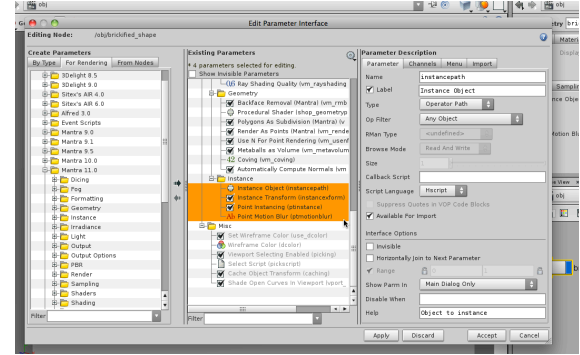 obj
obj
Edit Parameter Interface
Editing Node: /obj/brickified_shape
Create Parameters
By Type
For Rendering
From Nodes
3Delight 8.5
3Delight 9.0
Sitex's AIR 4.0
Sitex's AIR 6.0
Alfred 3.0
Event Scripts
Mantra 9.0
Mantra 9.1
Mantra 9.5
Mantra 10.0
Mantra 11.0
Dicing
Fog
Formatting
Geometry
Instance
Irradiance
Light
Output
Output Options
PBR
Render
Sampling
Shaders
Shading
Filter
Existing Parameters
4 parameters selected for editing.
Show Invisible Parameters
Ray Shading Quality (vm_rayshading
Geometry
Backface Removal (Mantra) (vm_rmb
Procedural Shader (shop_geometryp
Polygons As Subdivision (Mantra) (v
Render As Points (Mantra) (vm_rende
Use N For Point Rendering (vm_usenf
Metaballs as Volume (vm_metavolum
Coving (vm_coving)
Automatically Compute Normals (vm
Instance
Instance Object (instancepath)
Instance Transform (instancexform)
Point Instancing (ptinstance)
Point Motion Blur (ptmotionblur)
Misc
Set Wireframe Color (use_dcolor)
Wireframe Color (dcolor)
Viewport Selecting Enabled (picking)
Select Script (pickscript)
Cache Object Transform (caching)
Shade Open Curves In Viewport (vport_
Filter
Parameter Description
Parameter
Channels
Menu
Import
Name instancepath
Label Instance Object
Type Operator Path
Op Filter Any Object
RMan Type <undefined>
Browse Mode Read And Write
Size 1
Callback Script
Script Language Hscript
Suppress Quotes in VOP Code Blocks
Available For Import
Interface Options
Invisible
Horizontally Join to Next Parameter
Range 0 1
Show Parm In Main Dialog Only
Disable When
Help Object to instance
Apply
Discard
Accept
Cancel